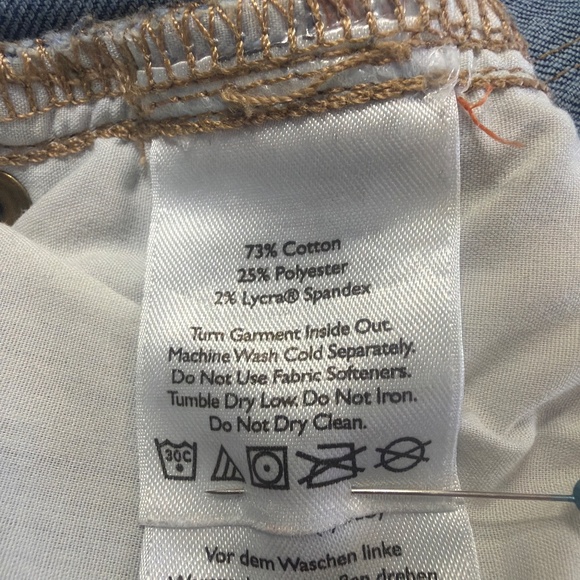 73% Cotton
25% Polyester
2% Lycra® Spandex
Turn Garment Inside Out.
Machine Wash Cold Separately.
Do Not Use Fabric Softeners.
Tumble Dry Low. Do Not Iron.
Do Not Dry Clean.
30C
Vor dem Waschen linke
drehen